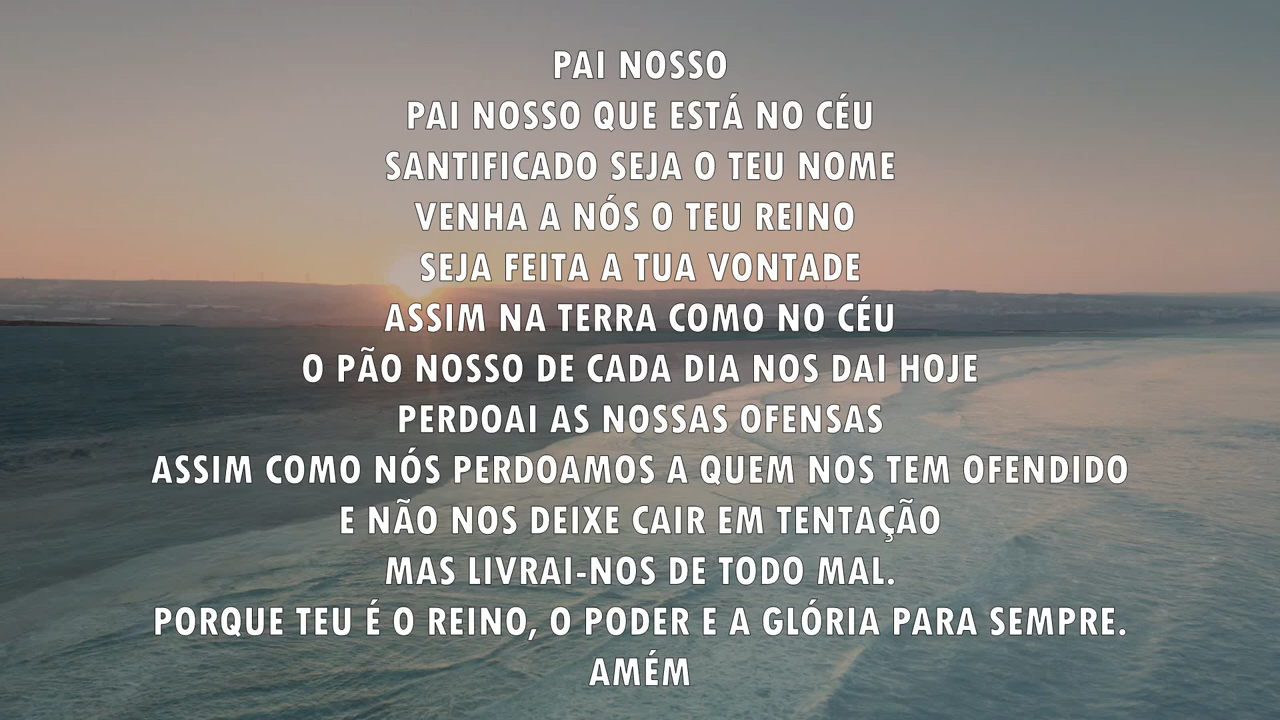 PAI NOSSO
PAI NOSSO QUE ESTÁ NO CÉU
SANTIFICADO SEJA O TEU NOME
VENHA A NÓS O TEU REINO
SEJA FEITA A TUA VONTADE
ASSIM NA TERRA COMO NO CÉU
O PÃO NOSSO DE CADA DIA NOS DAI HOJE
PERDOAI AS NOSSAS OFENSAS
ASSIM COMO NÓS PERDOAMOS A QUEM NOS TEM OFENDIDO
E NÃO NOS DEIXE CAIR EM TENTAÇÃO
MAS LIVRAI-NOS DE TODO MAL.
PORQUE TEU É O REINO, O PODER E A GLÓRIA PARA SEMPRE.
AMÉM